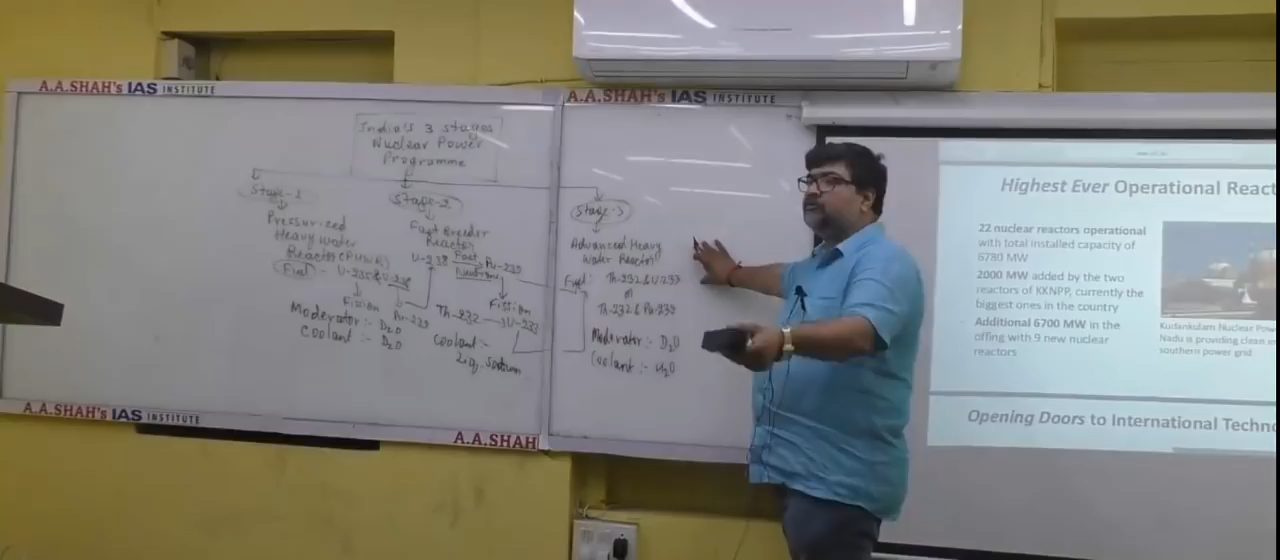 A.A.SHAH's IAS INSTITUTE
A.A.SHAH's IAS INSTITUTE
India's 3 stages
Nuclear Power
Programme
Stage-1
Pressurized
Heavy Water
Reactor (PHWR)
Fuel :- U-235 & U-238
Fission
Pu-239
Moderator :- D2O
Coolant :- D2O
Stage-2
Fast Breeder
Reactor
U-238 Fast Neutron Pu-239
Fission
Th-232 U-233
Coolant :-
Liq. Sodium
Stage-3
Advanced Heavy
Water Reactor
Fuel: Th-232 & U-233
or
Th-232 & Pu-239
Moderator :- D2O
Coolant :- H2O
A.A.SHAH's IAS INSTITUTE
A.A.SHAH
Highest Ever Operational React
22 nuclear reactors operational
with total installed capacity of
6780 MW
2000 MW added by the two
reactors of KKNPP, currently the
biggest ones in the country
Additional 6700 MW in the
offing with 9 new nuclear
reactors
Kudankulam Nuclear Pow
Nadu is providing clean e
southern power grid.
Opening Doors to International Techno